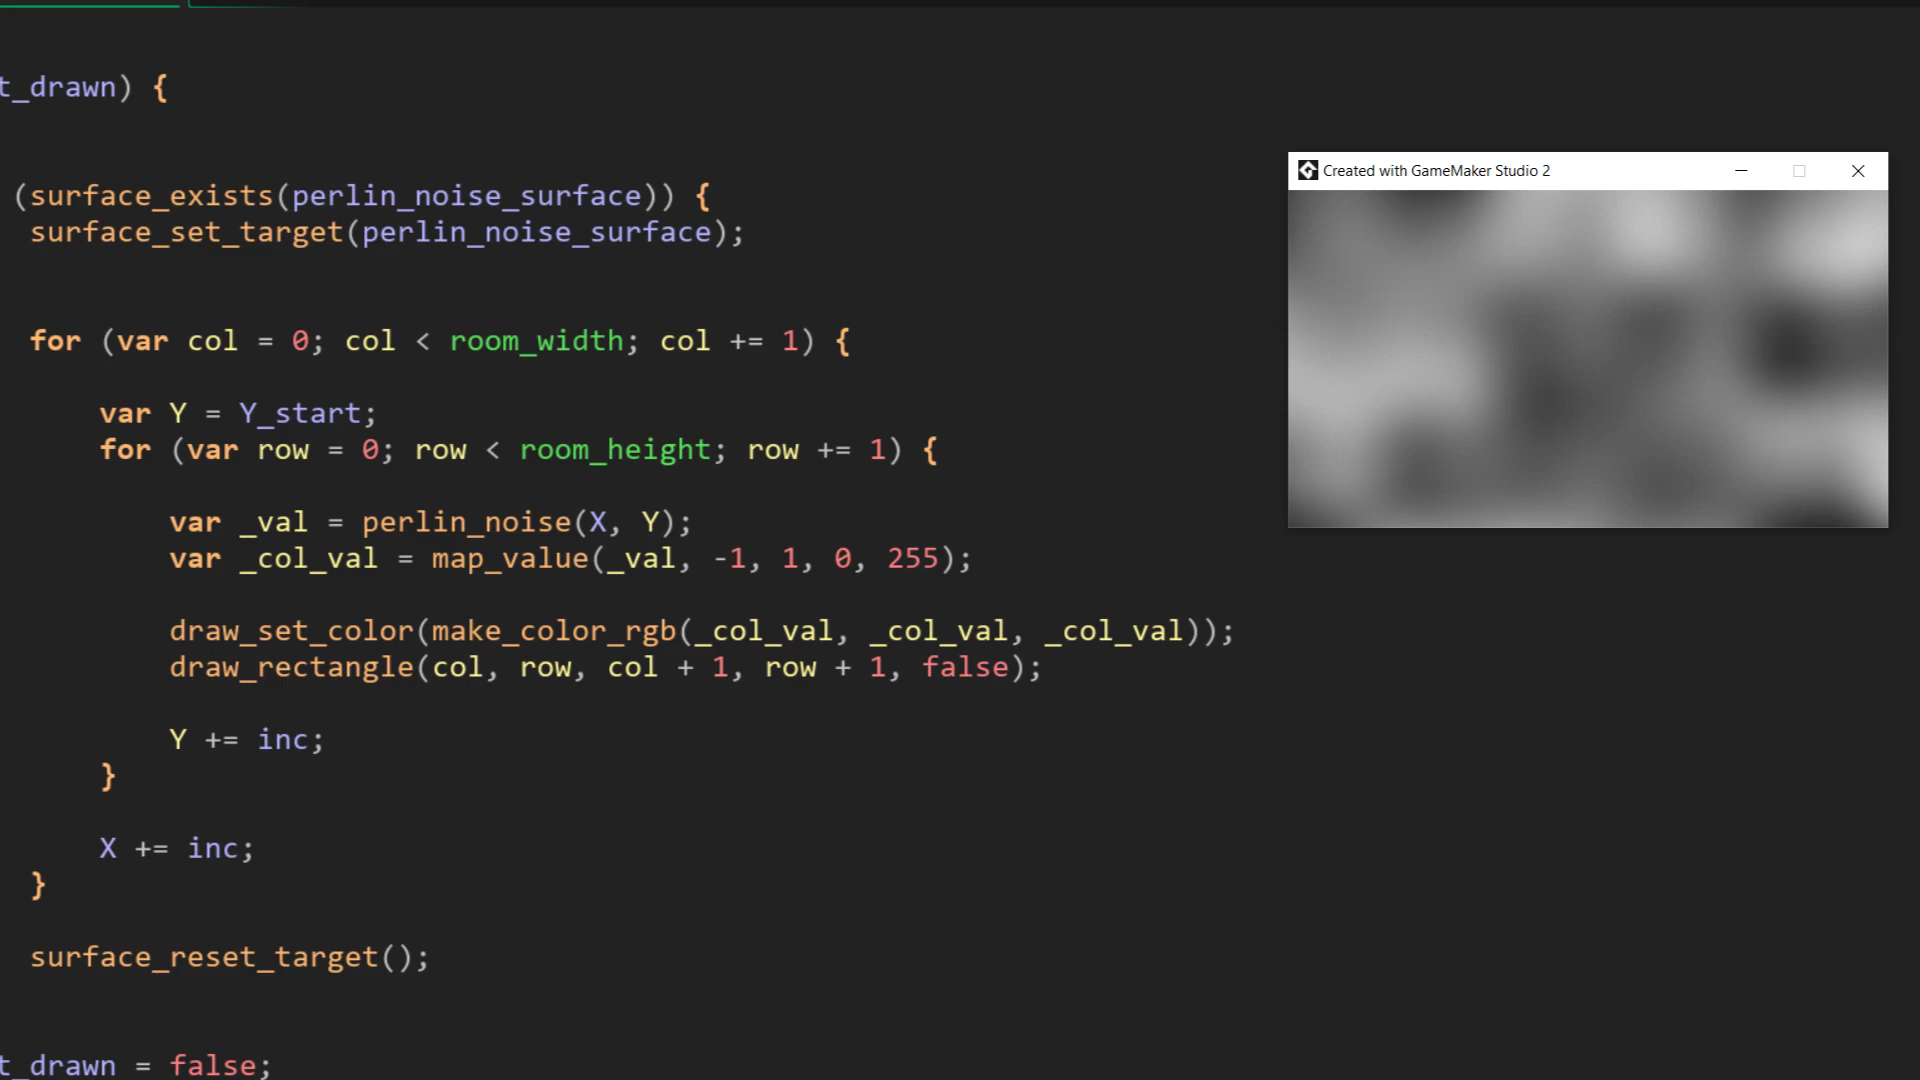 t_drawn) {
(surface_exists(perlin_noise_surface)) {
surface_set_target(perlin_noise_surface);
for (var col = 0; col < room_width; col += 1) {
var Y = Y_start;
for (var row = 0; row < room_height; row += 1) {
var _val = perlin_noise(X, Y);
var _col_val = map_value(_val, -1, 1, 0, 255);
draw_set_color(make_color_rgb(_col_val, _col_val, _col_val));
draw_rectangle(col, row, col + 1, row + 1, false);
Y += inc;
}
X += inc;
}
surface_reset_target();
t_drawn = false;
Created with GameMaker Studio 2